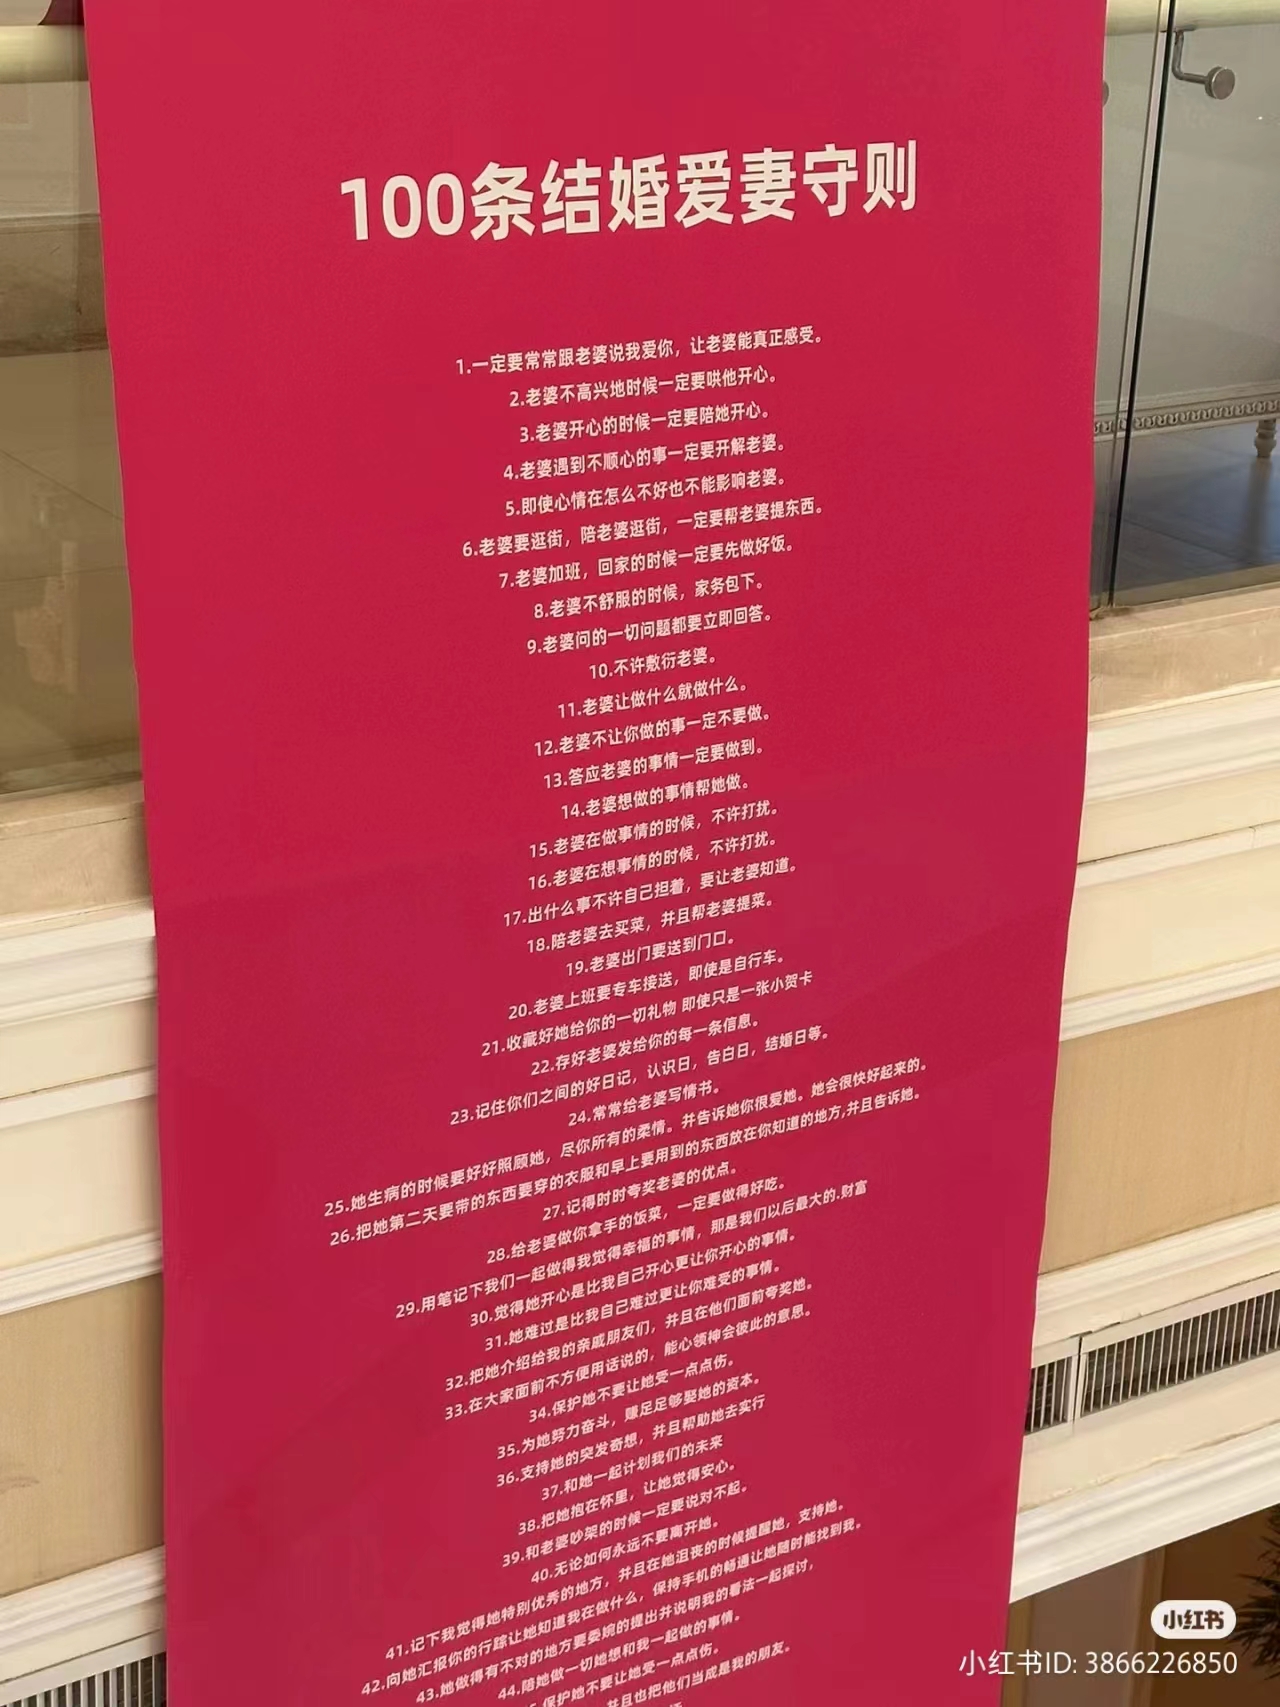 100条结婚爱妻守则
1.一定要常常跟老婆说我爱你，让老婆能真正感受。
2.老婆不高兴地时候一定要哄他开心。
3.老婆开心的时候一定要陪她开心。
4.老婆遇到不顺心的事一定要开解老婆。
5.即使心情在怎么不好也不能影响老婆。
6.老婆要逛街，陪老婆逛街，一定要帮老婆提东西。
7.老婆加班，回家的时候一定要先做好饭。
8.老婆不舒服的时候，家务包下。
9.老婆问的一切问题都要立即回答。
10.不许敷衍老婆。
11.老婆让做什么就做什么。
12.老婆不让你做的事一定不要做。
13.答应老婆的事情一定要做到。
14.老婆想做的事情帮她做。
15.老婆在做事情的时候，不许打扰。
16.老婆在想事情的时候，不许打扰。
17.出什么事不许自己担着，要让老婆知道。
18.陪老婆去买菜，并且帮老婆提菜。
19.老婆出门要送到门口。
20.老婆上班要专车接送，即使是自行车。
21.收藏好她给你的一切礼物 即使只是一张小贺卡
22.存好老婆发给你的每一条信息。
23.记住你们之间的好日记，认识日，告白日，结婚日等。
24.常常给老婆写情书。
25.她生病的时候要好好照顾她，尽你所有的柔情。并告诉她你很爱她。她会很快好起来的。
26.把她第二天要带的东西要穿的衣服和早上要用到的东西放在你知道的地方,并且告诉她。
27.记得时时夸奖老婆的优点。
28.给老婆做你拿手的饭菜，一定要做得好吃。
29.用笔记下我们一起做得我觉得幸福的事情，那是我们以后最大的.财富
30.觉得她开心是比我自己开心更让你开心的事情。
31.她难过是比我自己难过更让你难受的事情。
32.把她介绍给我的亲戚朋友们，并且在他们面前夸奖她。
33.在大家面前不方便用话说的，能心领神会彼此的意思。
34.保护她不要让她受一点点伤。
35.为她努力奋斗，赚足足够娶她的资本。
36.支持她的突发奇想，并且帮助她去实行
37.和她一起计划我们的未来
38.把她抱在怀里，让她觉得安心。
39.和老婆吵架的时候一定要说对不起。
40.无论如何永远不要离开她。
41.记下我觉得她特别优秀的地方，并且在她沮丧的时候提醒她，支持她。
42.向她汇报你的行踪让她知道我在做什么，保持手机的畅通让她随时能找到我。
43.她做得有不对的地方要委婉的提出并说明我的看法一起探讨，
44.陪她做一切她想和我一起做的事情。
保护她不要让她受一点点伤。
并且也把他们当成是我的朋友。
小红书
小红书ID: 3866226850